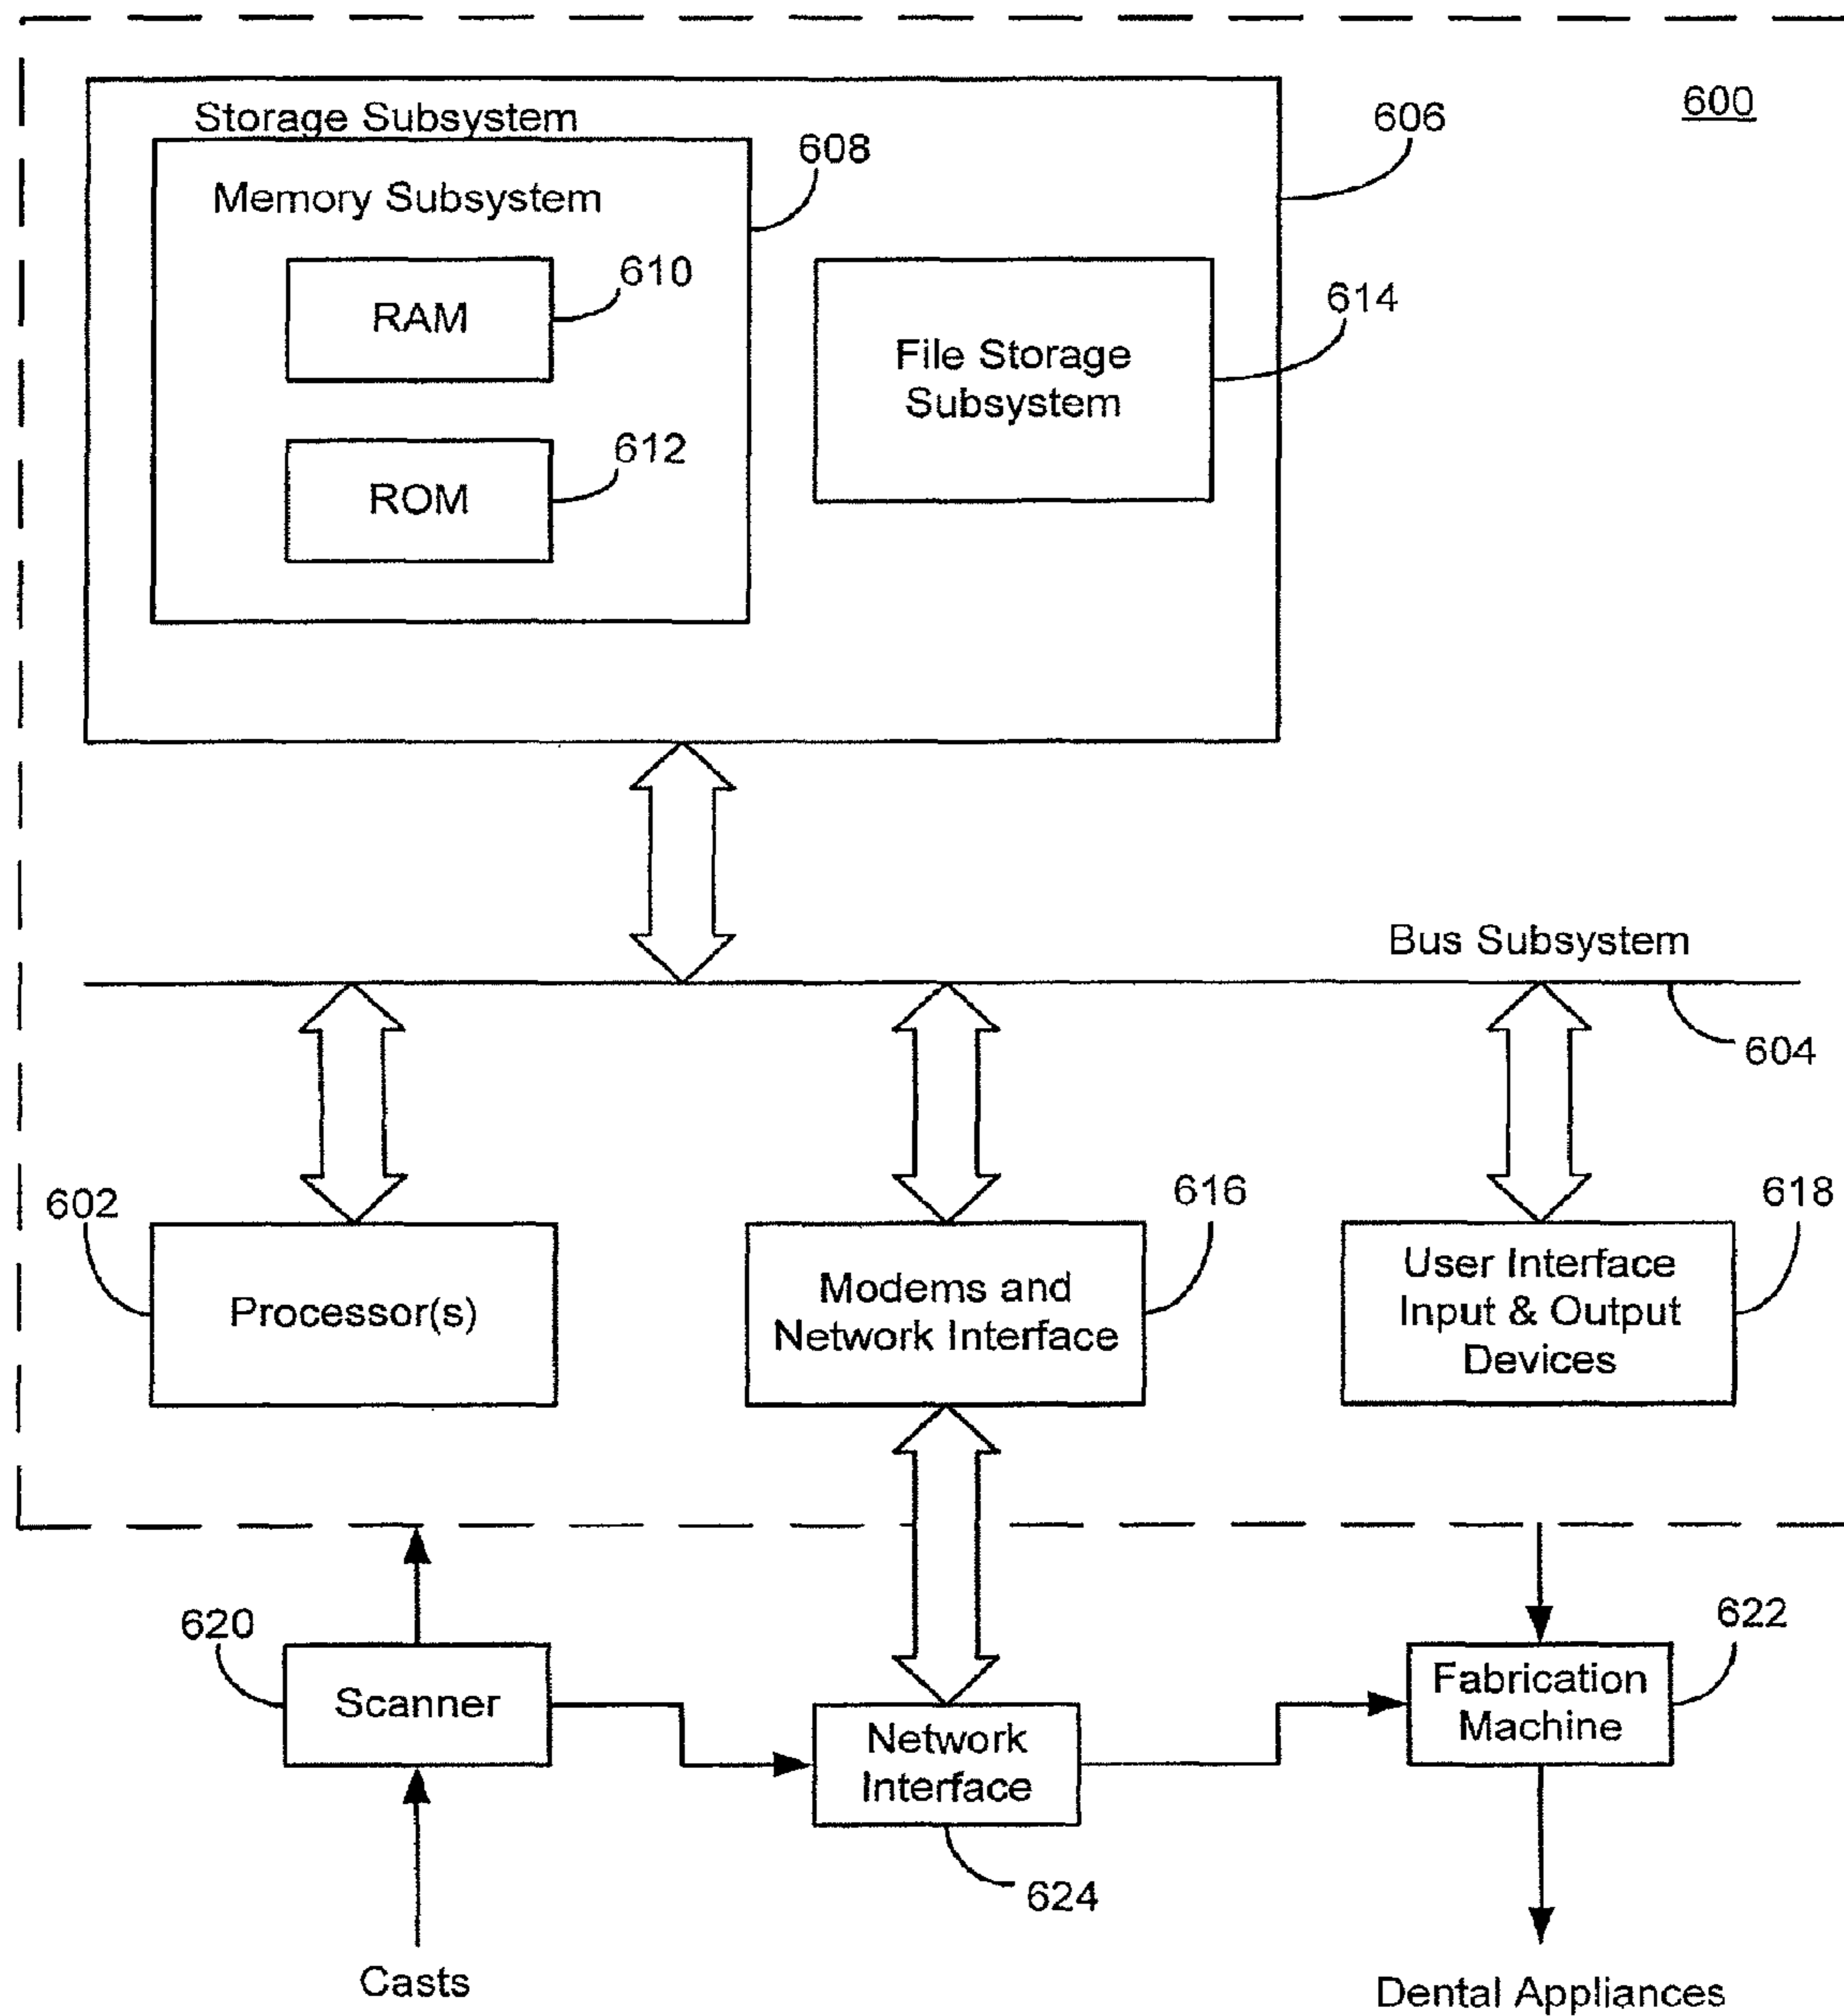 600
Storage Subsystem
606
608
Memory Subsystem
RAM
610
File Storage
Subsystem
614
ROM
612
Bus Subsystem
604
602
Processor(s)
Modems and
Network Interface
616
User Interface
Input & Output
Devices
618
620
Scanner
Network
Interface
624
Fabrication
Machine
622
Casts
Dental Appliances